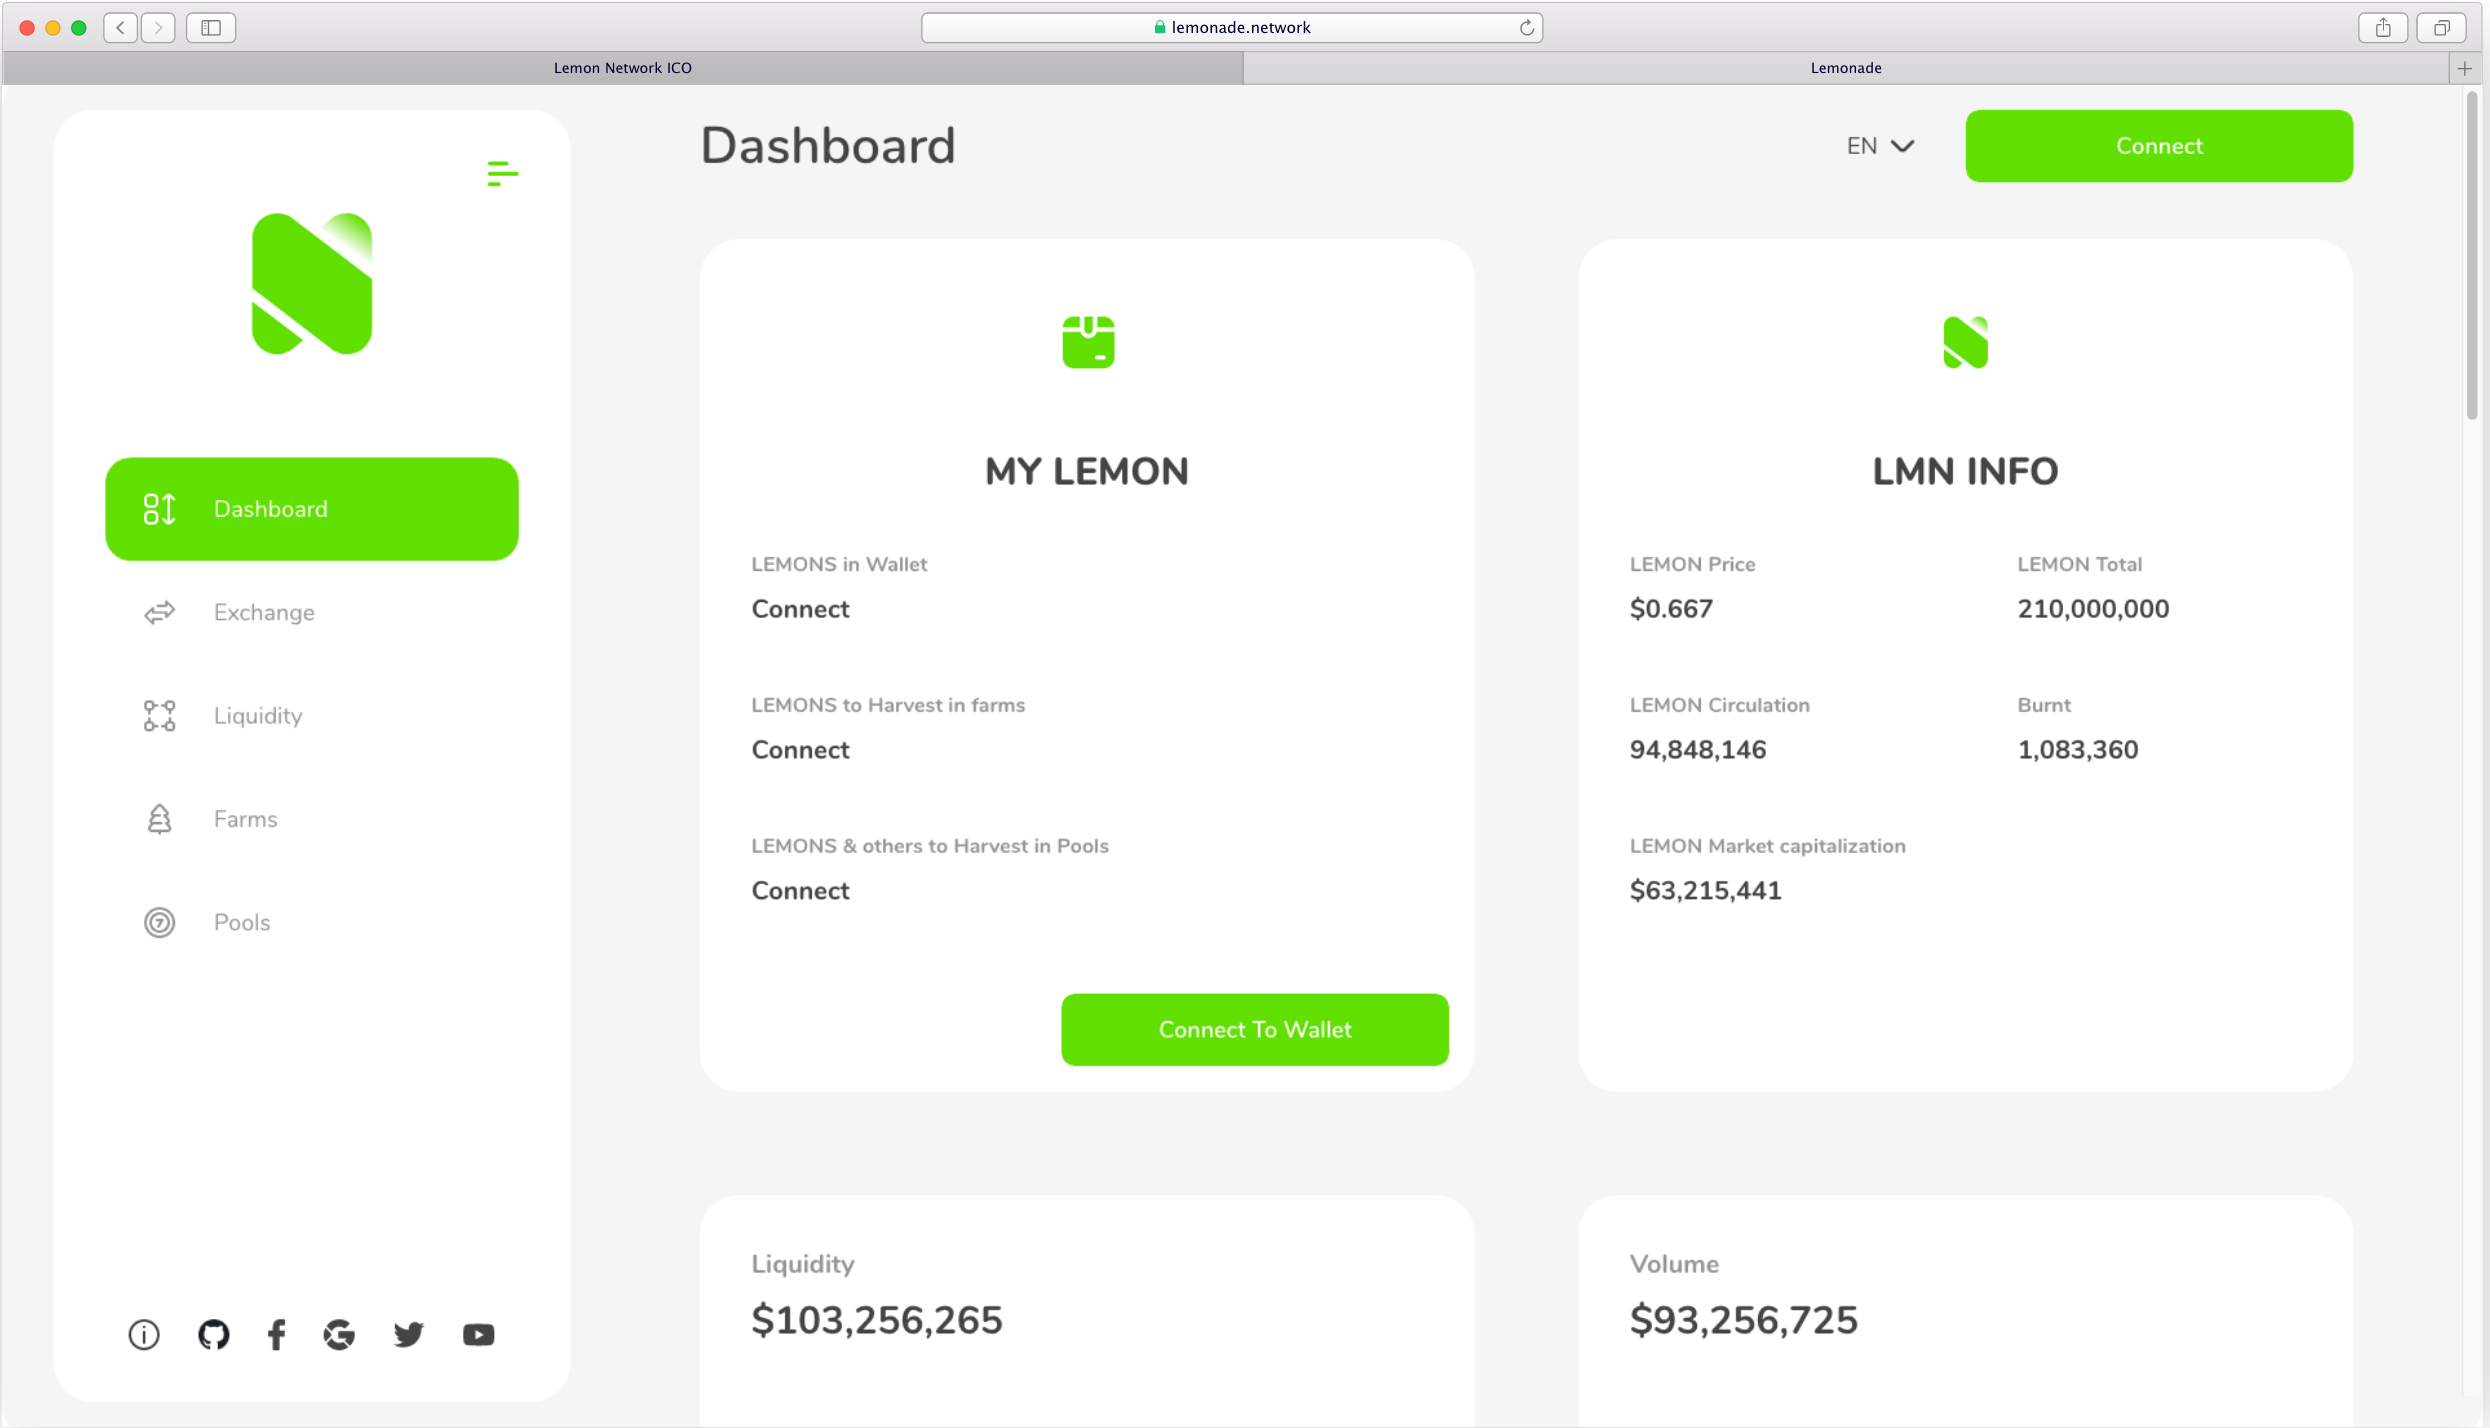 lemonade.network
Lemon Network ICO
Lemonade
Dashboard
EN
Connect
Dashboard
Exchange
Liquidity
Farms
Pools
MY LEMON
LEMONS in Wallet
Connect
LEMONS to Harvest in farms
Connect
LEMONS & others to Harvest in Pools
Connect
Connect To Wallet
LMN INFO
LEMON Price
$0.667
LEMON Total
210,000,000
LEMON Circulation
94,848,146
Burnt
1,083,360
LEMON Market capitalization
$63,215,441
Liquidity
$103,256,265
Volume
$93,256,725